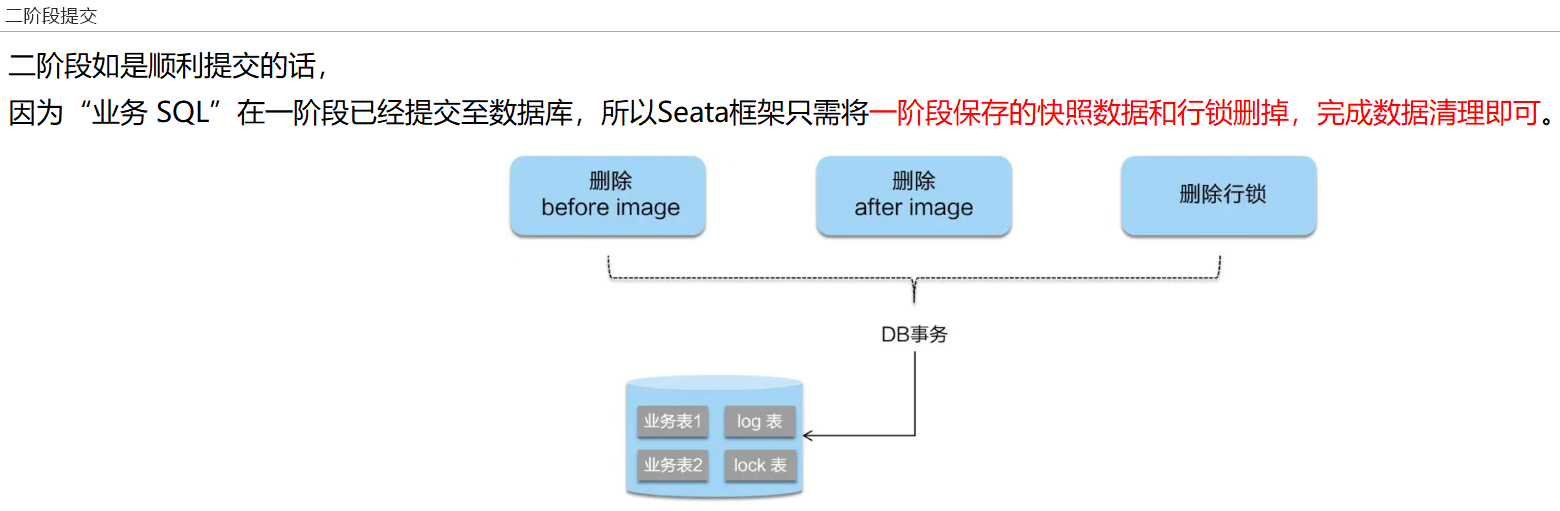 二阶段提交
二阶段如是顺利提交的话，
因为“业务 SQL”在一阶段已经提交至数据库，所以Seata框架只需将一阶段保存的快照数据和行锁删掉，完成数据清理即可。
删除
before image
删除
after image
删除行锁
DB事务
业务表1
log 表
业务表2
lock 表